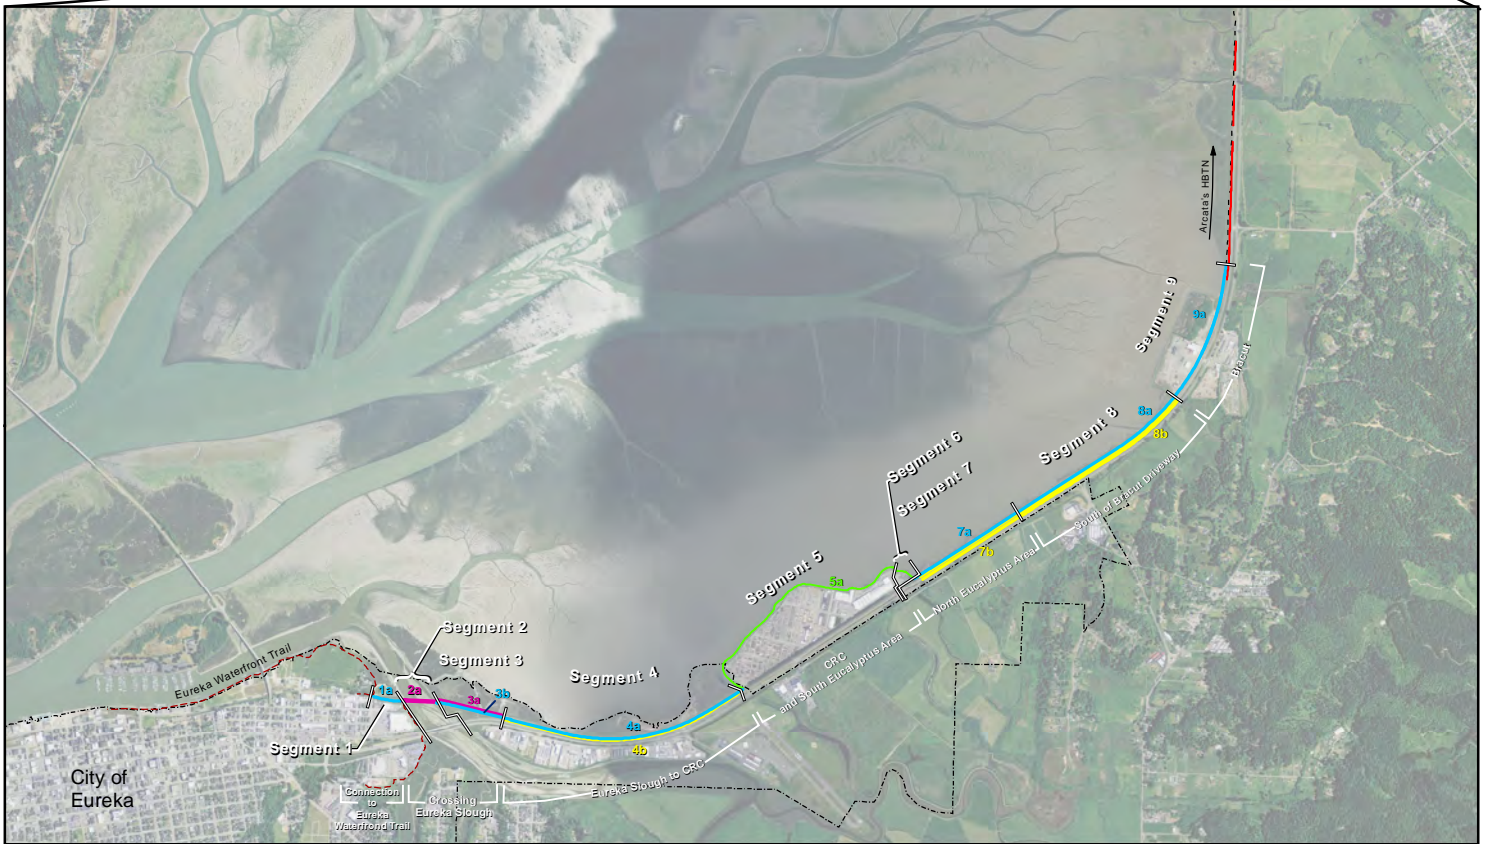 Arcata's HBTN
Segment 9
9a
Bracut
8a
Segment 8
8b
Segment 6
Segment 7
South of Bracut Driveway
7a
7b
North Eucalyptus Area
Segment 5
5a
CRC
and South Eucalyptus Area
Segment 2
Eureka Waterfront Trail
Segment 3
Segment 4
1a
2a
3a
3b
4a
4b
Segment 1
Eureka Slough to CRC
City of
Eureka
Connection
to
Eureka
Waterfrond Trail
Crossing
Eureka Slough